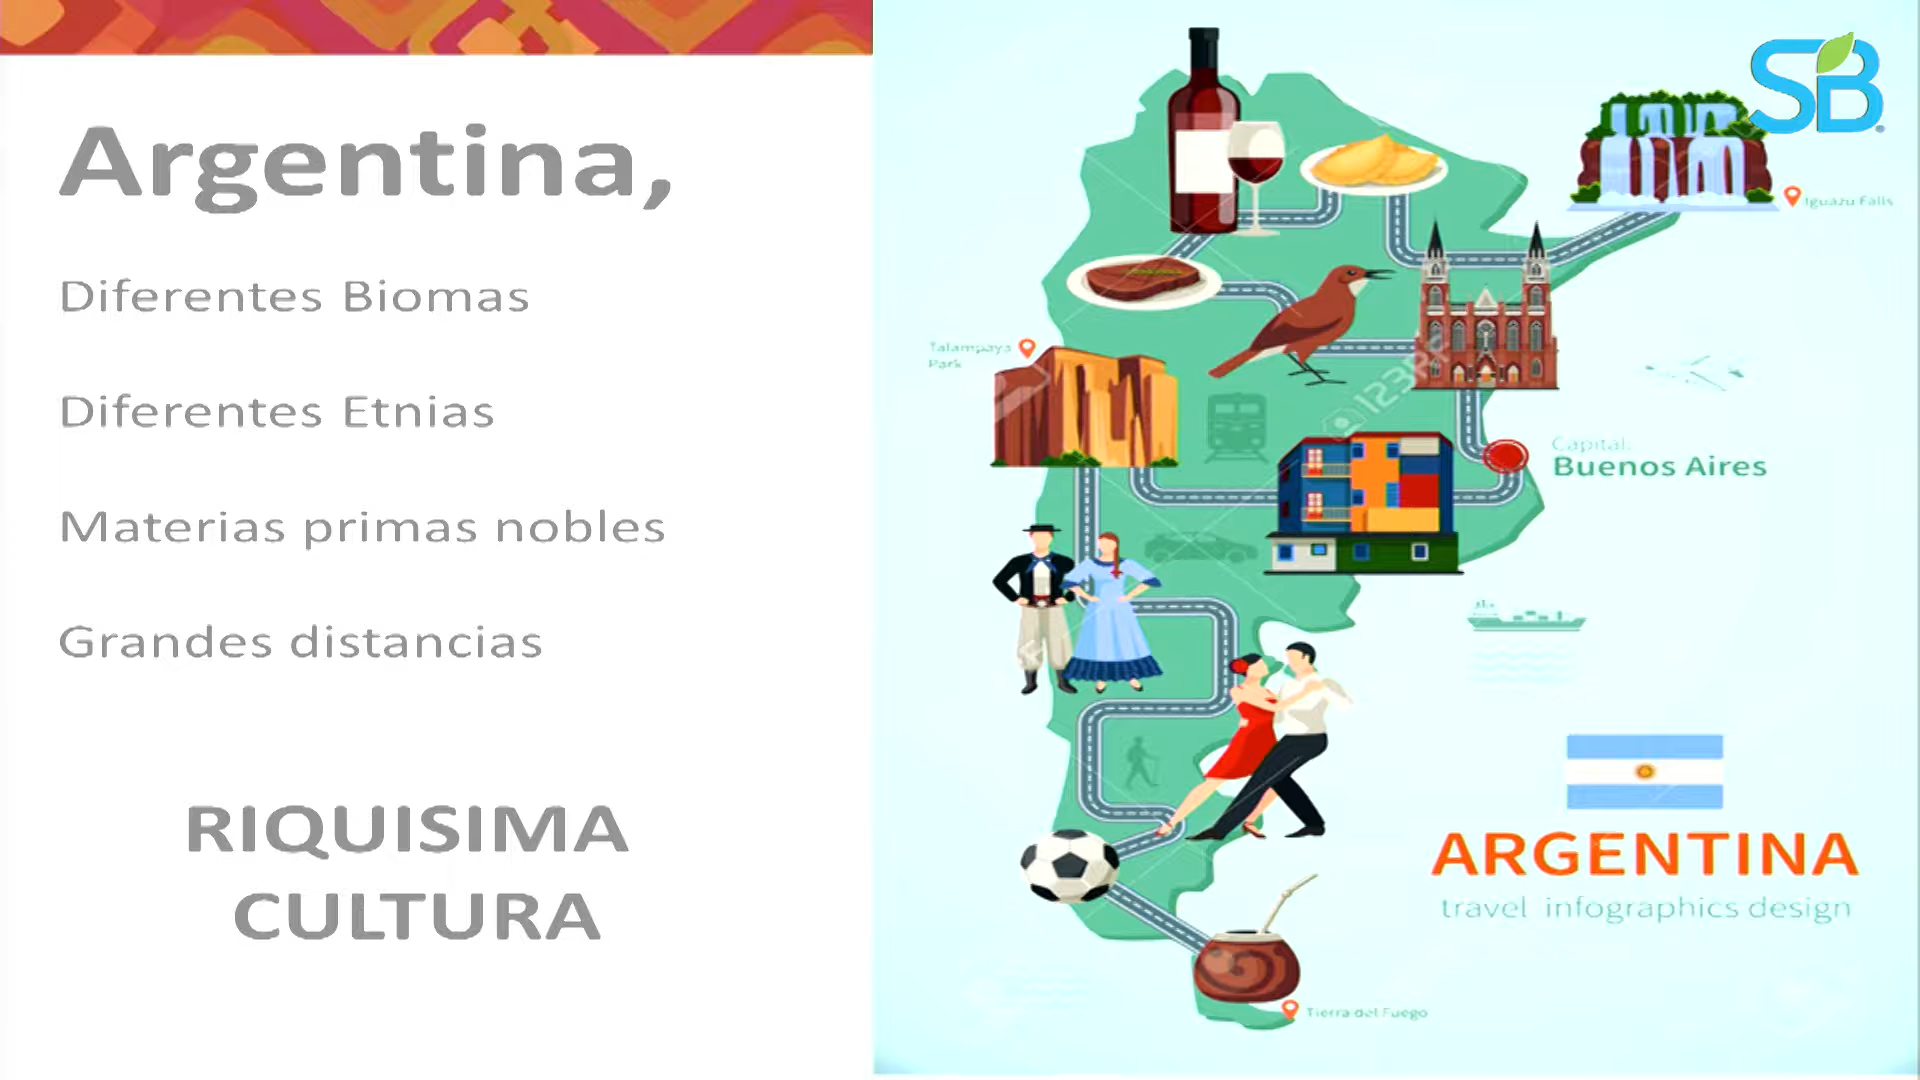 Argentina,
Diferentes Biomas
Diferentes Etnias
Materias primas nobles
Grandes distancias
RIQUISIMA
CULTURA
SB
Iguazu Falls
Talampaya
Park
123RF
Capital:
Buenos Aires
ARGENTINA
travel infographics design
Tierra del Fuego